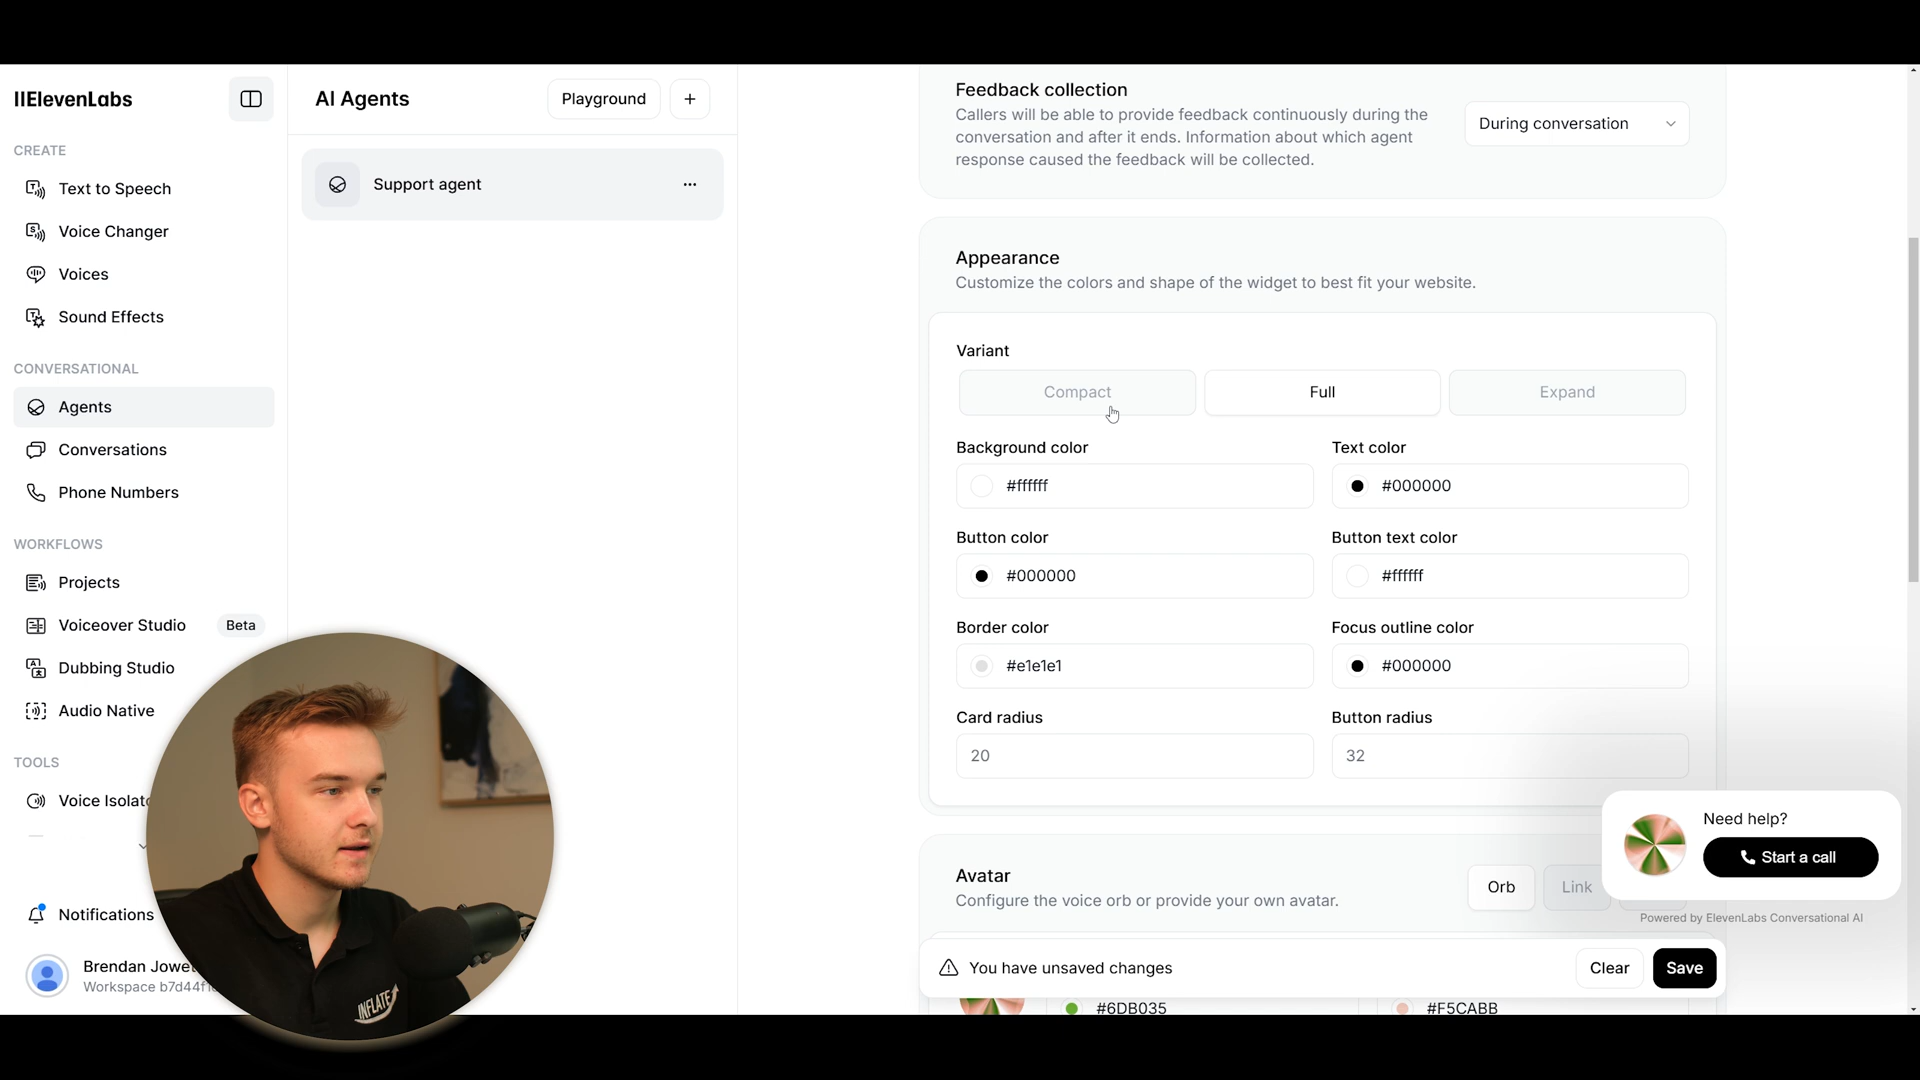 IIElevenLabs
CREATE
Text to Speech
Voice Changer
Voices
Sound Effects
CONVERSATIONAL
Agents
Conversations
Phone Numbers
WORKFLOWS
Projects
Voiceover Studio Beta
Dubbing Studio
Audio Native
TOOLS
Voice
Notifications
Brendan
Workspace
INFLATE
AI Agents
Playground +
Support agent
Feedback collection
Callers will be able to provide feedback continuously during the
conversation and after it ends. Information about which agent
response caused the feedback will be collected.
During conversation
Appearance
Customize the colors and shape of the widget to best fit your website.
Variant
Compact Full Expand
Background color Text color
#ffffff #000000
Button color Button text color
#000000 #ffffff
Border color Focus outline color
#e1e1e1 #000000
Card radius Button radius
20 32
Need help?
Start a call
Powered by ElevenLabs Conversational AI
Avatar
Configure the voice orb or provide your own avatar.
Orb Link
You have unsaved changes
Clear Save
#6DB035 #F5CABB